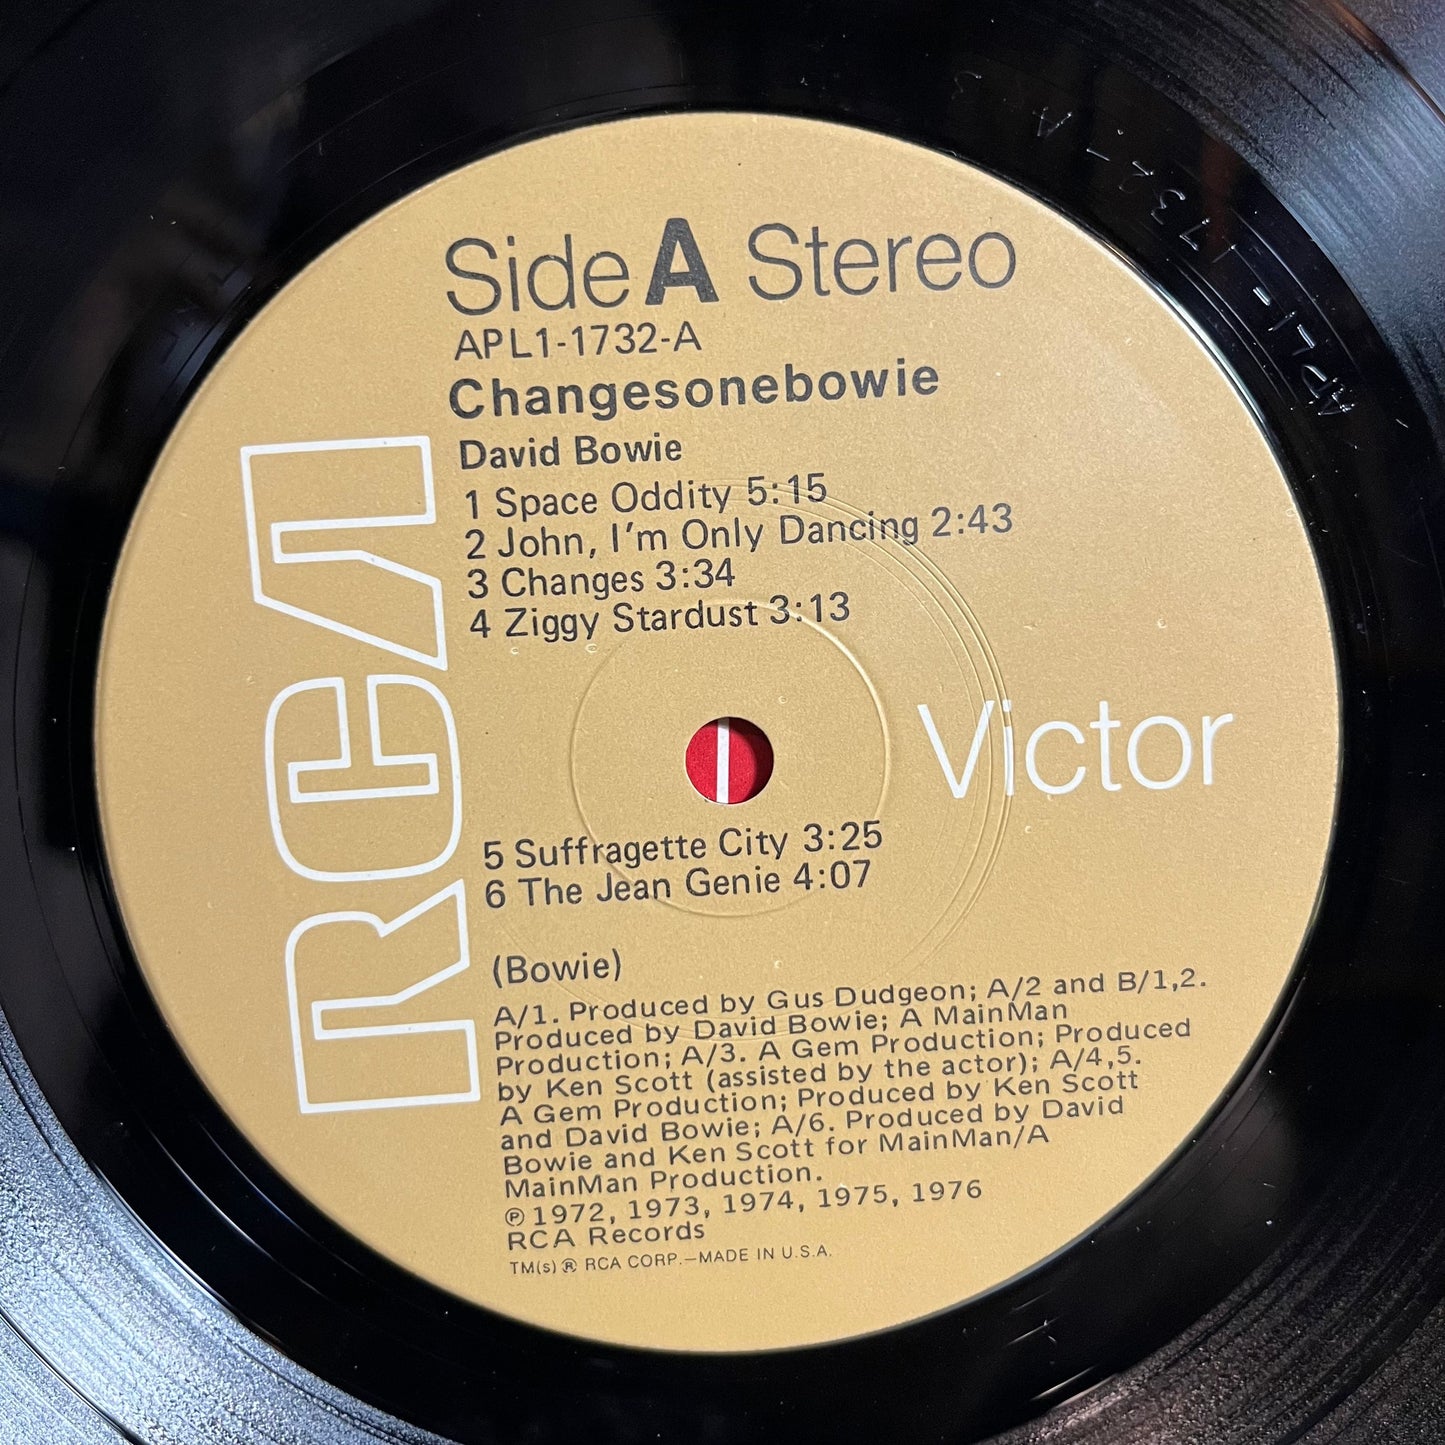 Side A Stereo
APL1-1732-A
Changesonebowie
David Bowie
1 Space Oddity 5:15
2 John, I'm Only Dancing 2:43
3 Changes 3:34
4 Ziggy Stardust 3:13
RCA
Victor
5 Suffragette City 3:25
6 The Jean Genie 4:07
(Bowie)
A/1. Produced by Gus Dudgeon; A/2 and B/1,2.
Produced by David Bowie; A MainMan
Production; A/3. A Gem Production; Produced
by Ken Scott (assisted by the actor); A/4,5.
A Gem Production; Produced by Ken Scott
and David Bowie; A/6. Produced by David
Bowie and Ken Scott for MainMan/A
MainMan Production.
℗ 1972, 1973, 1974, 1975, 1976
RCA Records
TM(s) ® RCA CORP.—MADE IN U.S.A.